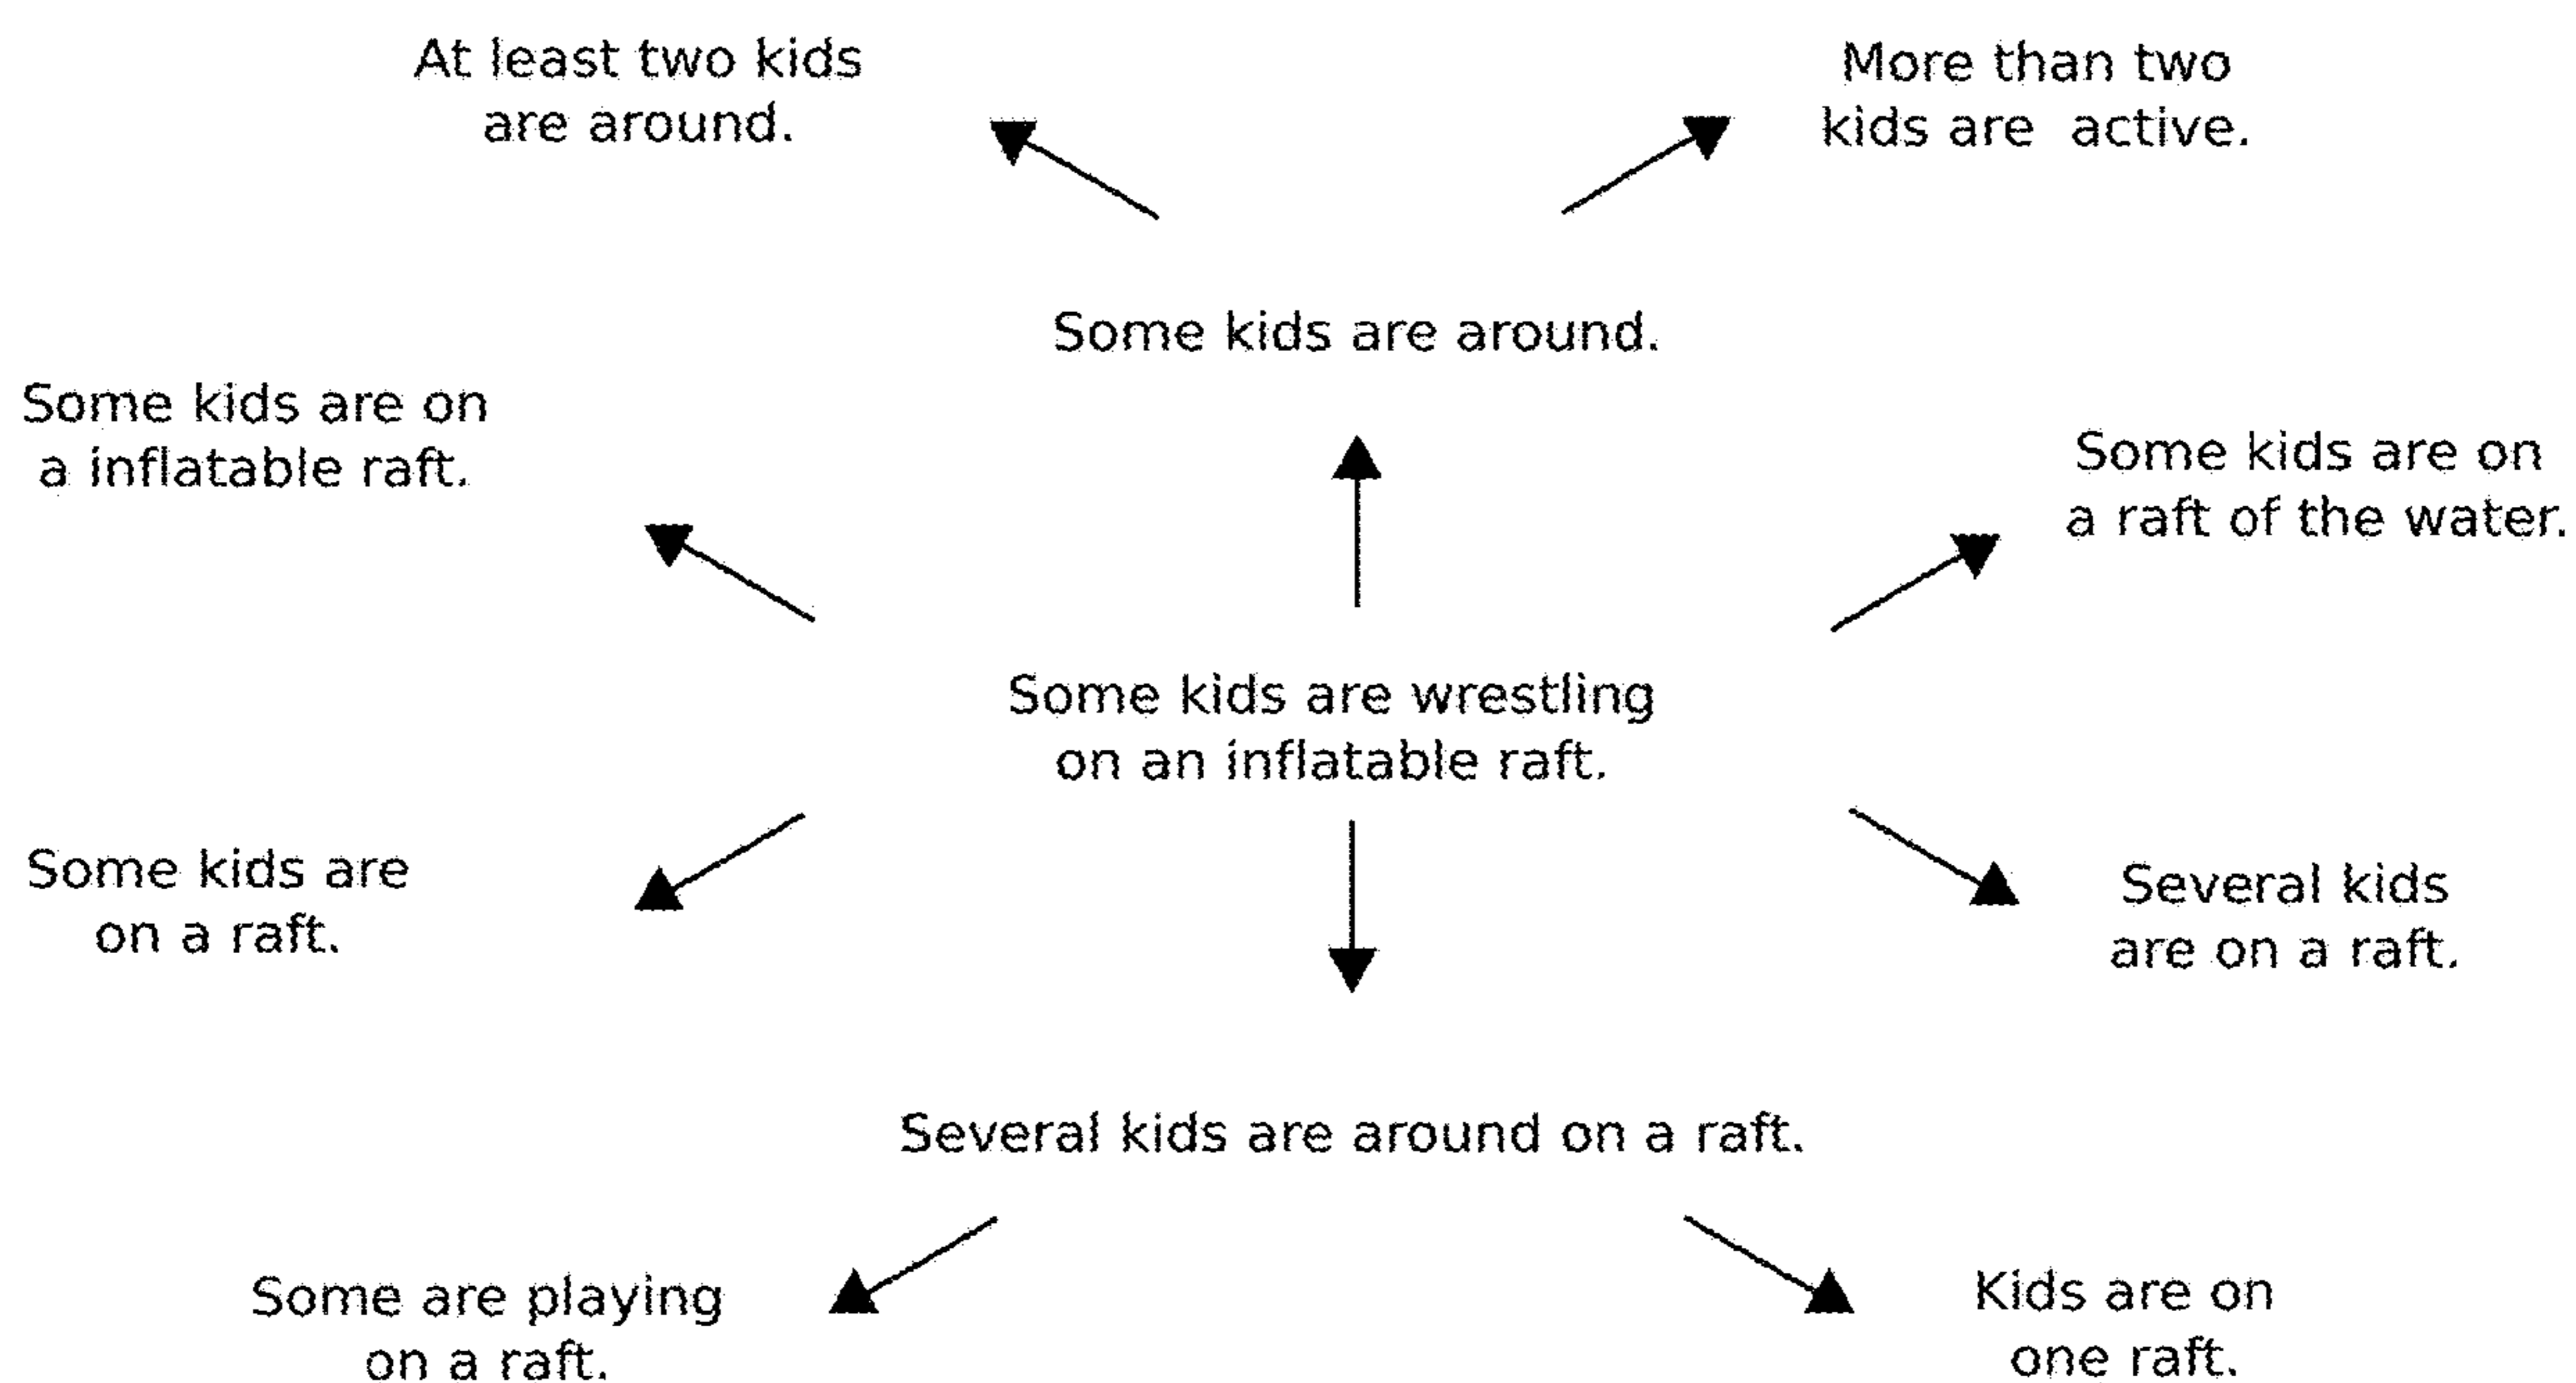 At least two kids
are around.
More than two
kids are  active.
Some kids are around.
Some kids are on
a inflatable raft.
Some kids are on
a raft of the water.
Some kids are wrestling
on an inflatable raft.
Some kids are
on a raft.
Several kids
are on a raft.
Several kids are around on a raft.
Some are playing
on a raft.
Kids are on
one raft.